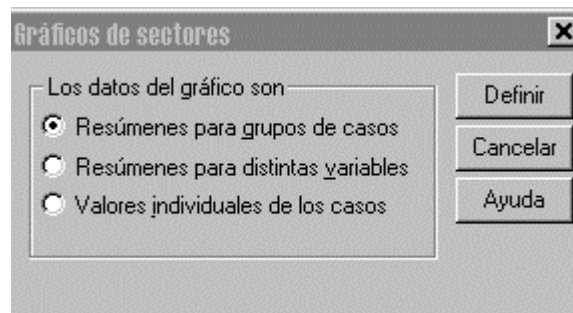 Gráficos de sectores
Los datos del gráfico son
Resúmenes para grupos de casos
Resúmenes para distintas variables
Valores individuales de los casos
Definir
Cancelar
Ayuda